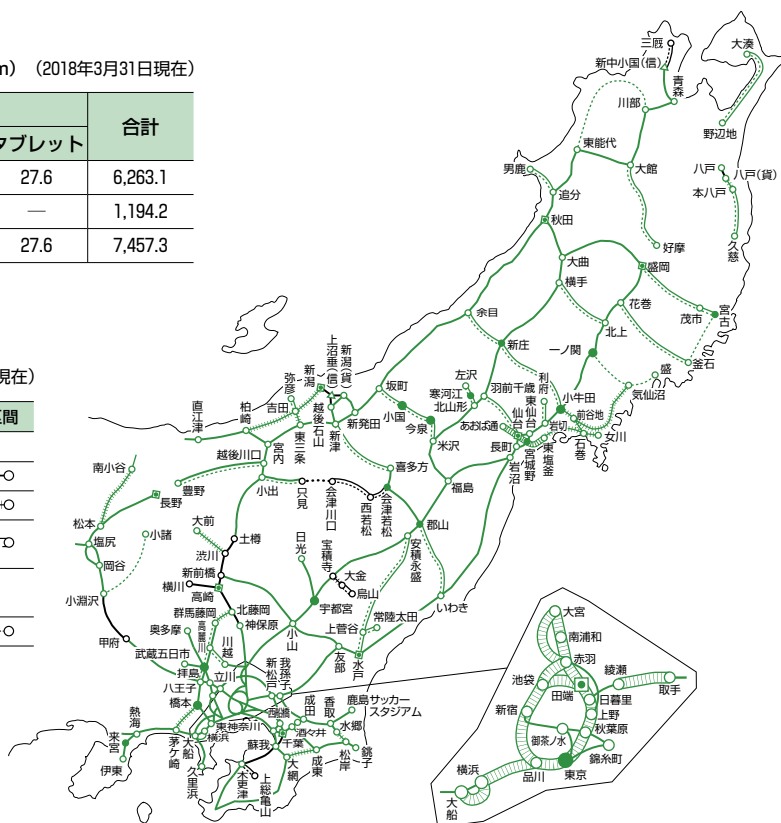 m） （2018年3月31日現在）
タブレット
合計
27.6
6,263.1
―
1,194.2
27.6
7,457.3
現在）
区間
三厩
新中小国（信）
青森
大湊
野辺地
川部
東能代
大館
男鹿
追分
秋田
八戸
八戸（貨）
本八戸
久慈
好摩
大曲
盛岡
横手
花巻
茂市
宮古
余目
新庄
北上
釜石
一ノ関
盛
気仙沼
上沼垂（信）
新潟（貨）
新潟
弥彦
吉田
越後石山
新津
新発田
坂町
小国
今泉
米沢
左沢
寒河江
北山形
羽前千歳
利府
東仙台
仙台
あおば通
小牛田
前谷地
岩切
石巻
女川
長町
宮城野
東塩釜
岩沼
直江津
柏崎
東三条
宮内
越後川口
小出
只見
会津川口
西若松
会津若松
喜多方
福島
郡山
安積永盛
いわき
南小谷
豊野
長野
松本
塩尻
岡谷
小諸
小淵沢
甲府
大前
土樽
渋川
新前橋
横川
高崎
群馬藤岡
北藤岡
神保原
日光
宝積寺
大金
烏山
宇都宮
小山
友部
水戸
上菅谷
常陸太田
奥多摩
高麗川
川越
武蔵五日市
拝島
立川
八王子
橋本
新松戸
我孫子
西船橋
成田
香取
鹿島サッカー
スタジアム
水郷
酒々井
東神奈川
横浜
蘇我
千葉
大網
成東
松岸
銚子
熱海
来宮
伊東
茅ケ崎
大船
久里浜
木更津
上総亀山
大宮
南浦和
赤羽
池袋
田端
綾瀬
取手
日暮里
上野
新宿
秋葉原
御茶ノ水
錦糸町
品川
東京
横浜
大船